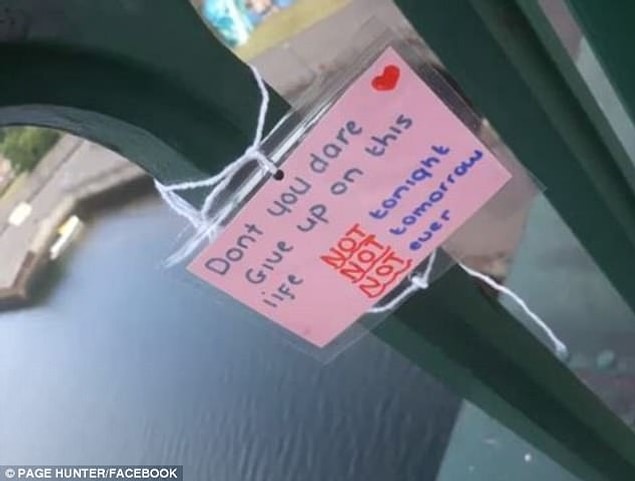 Dont you dare
Give up on this
life
NOT tonight
NOT tomorrow
NOT ever
© PAGE HUNTER/FACEBOOK